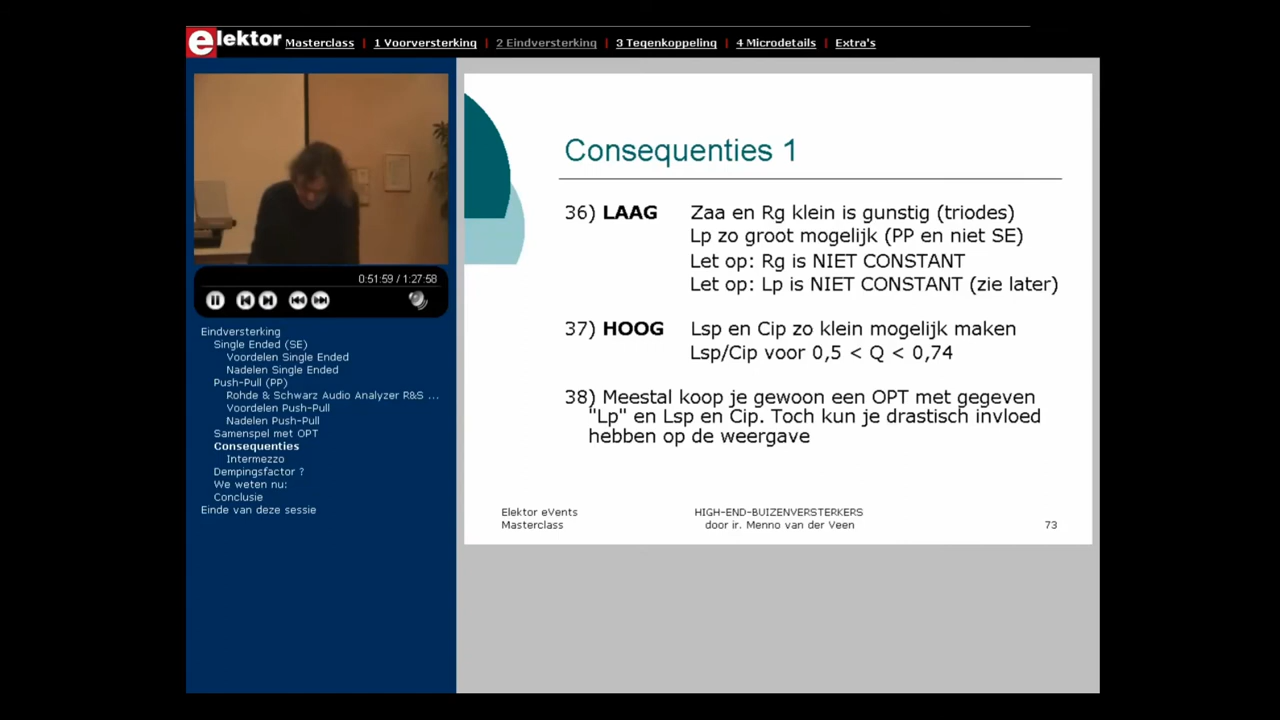 elektor Masterclass | 1 Voorversterking | 2 Eindversterking | 3 Tegenkoppeling | 4 Microdetails | Extra's
0:51:59 / 1:27:58
Eindversterking
Single Ended (SE)
Voordelen Single Ended
Nadelen Single Ended
Push-Pull (PP)
Rohde & Schwarz Audio Analyzer R&S ...
Voordelen Push-Pull
Nadelen Push-Pull
Samenspel met OPT
Consequenties
Intermezzo
Dempingsfactor ?
We weten nu:
Conclusie
Einde van deze sessie
Consequenties 1
36) LAAG Zaa en Rg klein is gunstig (triodes)
Lp zo groot mogelijk (PP en niet SE)
Let op: Rg is NIET CONSTANT
Let op: Lp is NIET CONSTANT (zie later)
37) HOOG Lsp en Cip zo klein mogelijk maken
Lsp/Cip voor 0,5 < Q < 0,74
38) Meestal koop je gewoon een OPT met gegeven
"Lp" en Lsp en Cip. Toch kun je drastisch invloed
hebben op de weergave
Elektor eVents
Masterclass
HIGH-END-BUIZENVERSTERKERS
door ir. Menno van der Veen
73